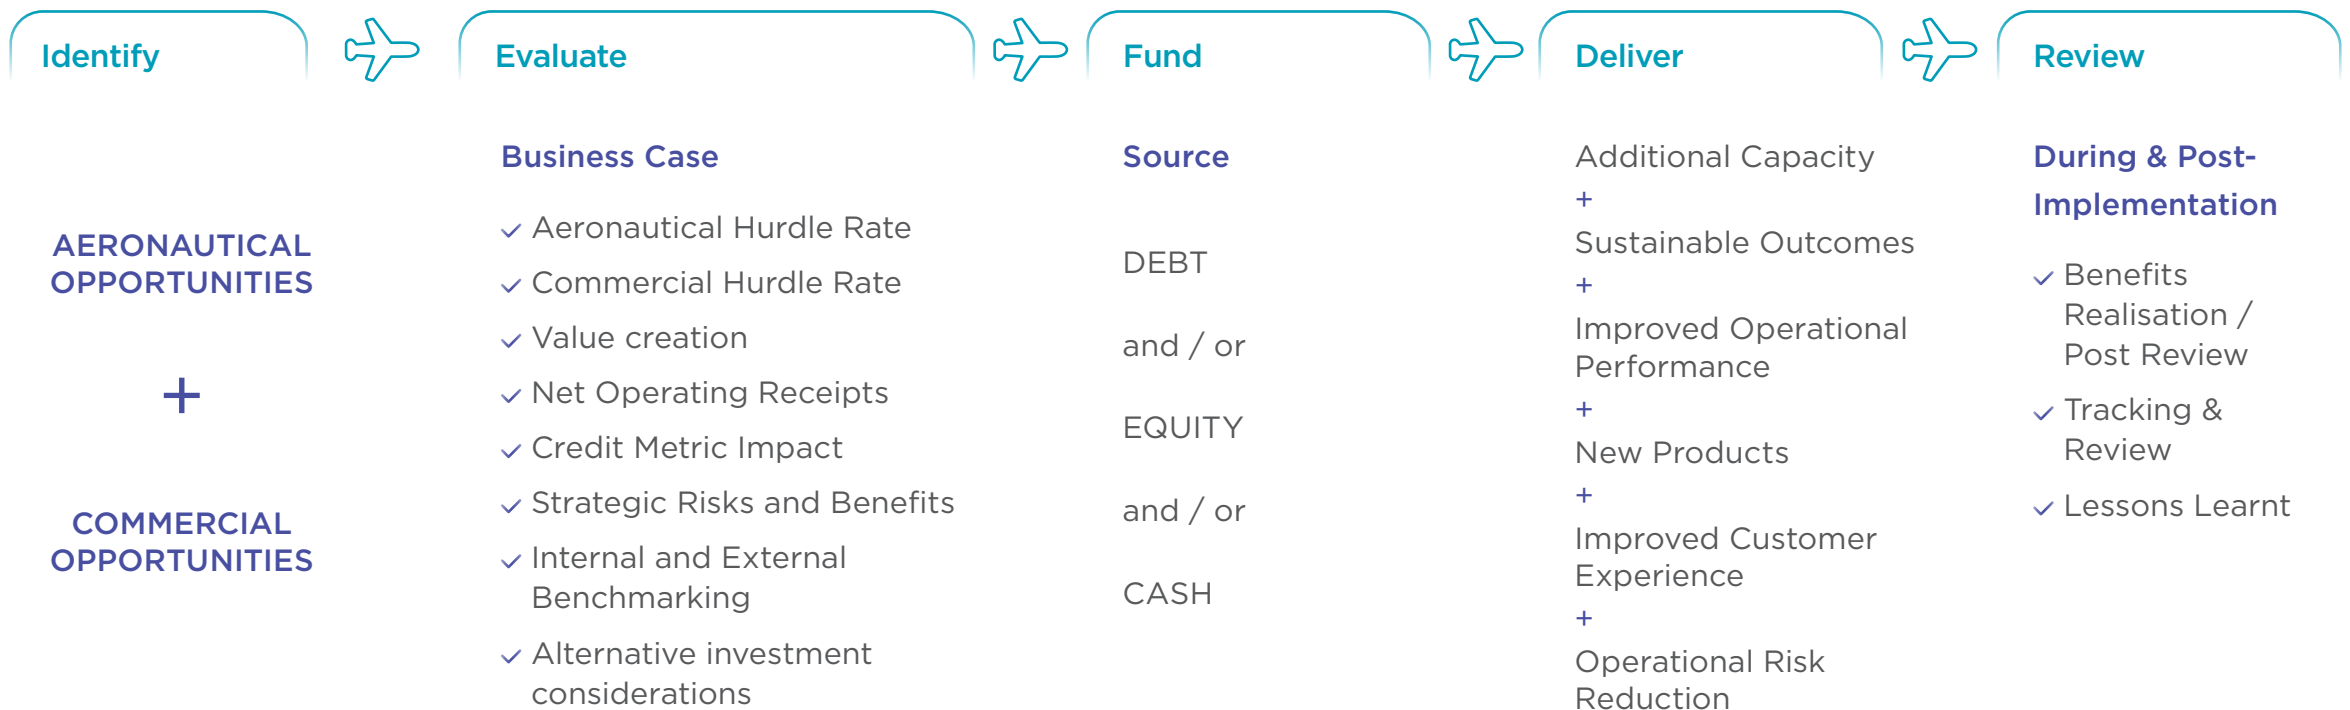 Identify
Evaluate
Fund
Deliver
Review
AERONAUTICAL
OPPORTUNITIES
+
COMMERCIAL
OPPORTUNITIES
Business Case
Aeronautical Hurdle Rate
Commercial Hurdle Rate
Value creation
Net Operating Receipts
Credit Metric Impact
Strategic Risks and Benefits
Internal and External
Benchmarking
Alternative investment
considerations
Source
DEBT
and / or
EQUITY
and / or
CASH
Additional Capacity
+
Sustainable Outcomes
+
Improved Operational
Performance
+
New Products
+
Improved Customer
Experience
+
Operational Risk
Reduction
During & Post-
Implementation
Benefits
Realisation /
Post Review
Tracking &
Review
Lessons Learnt